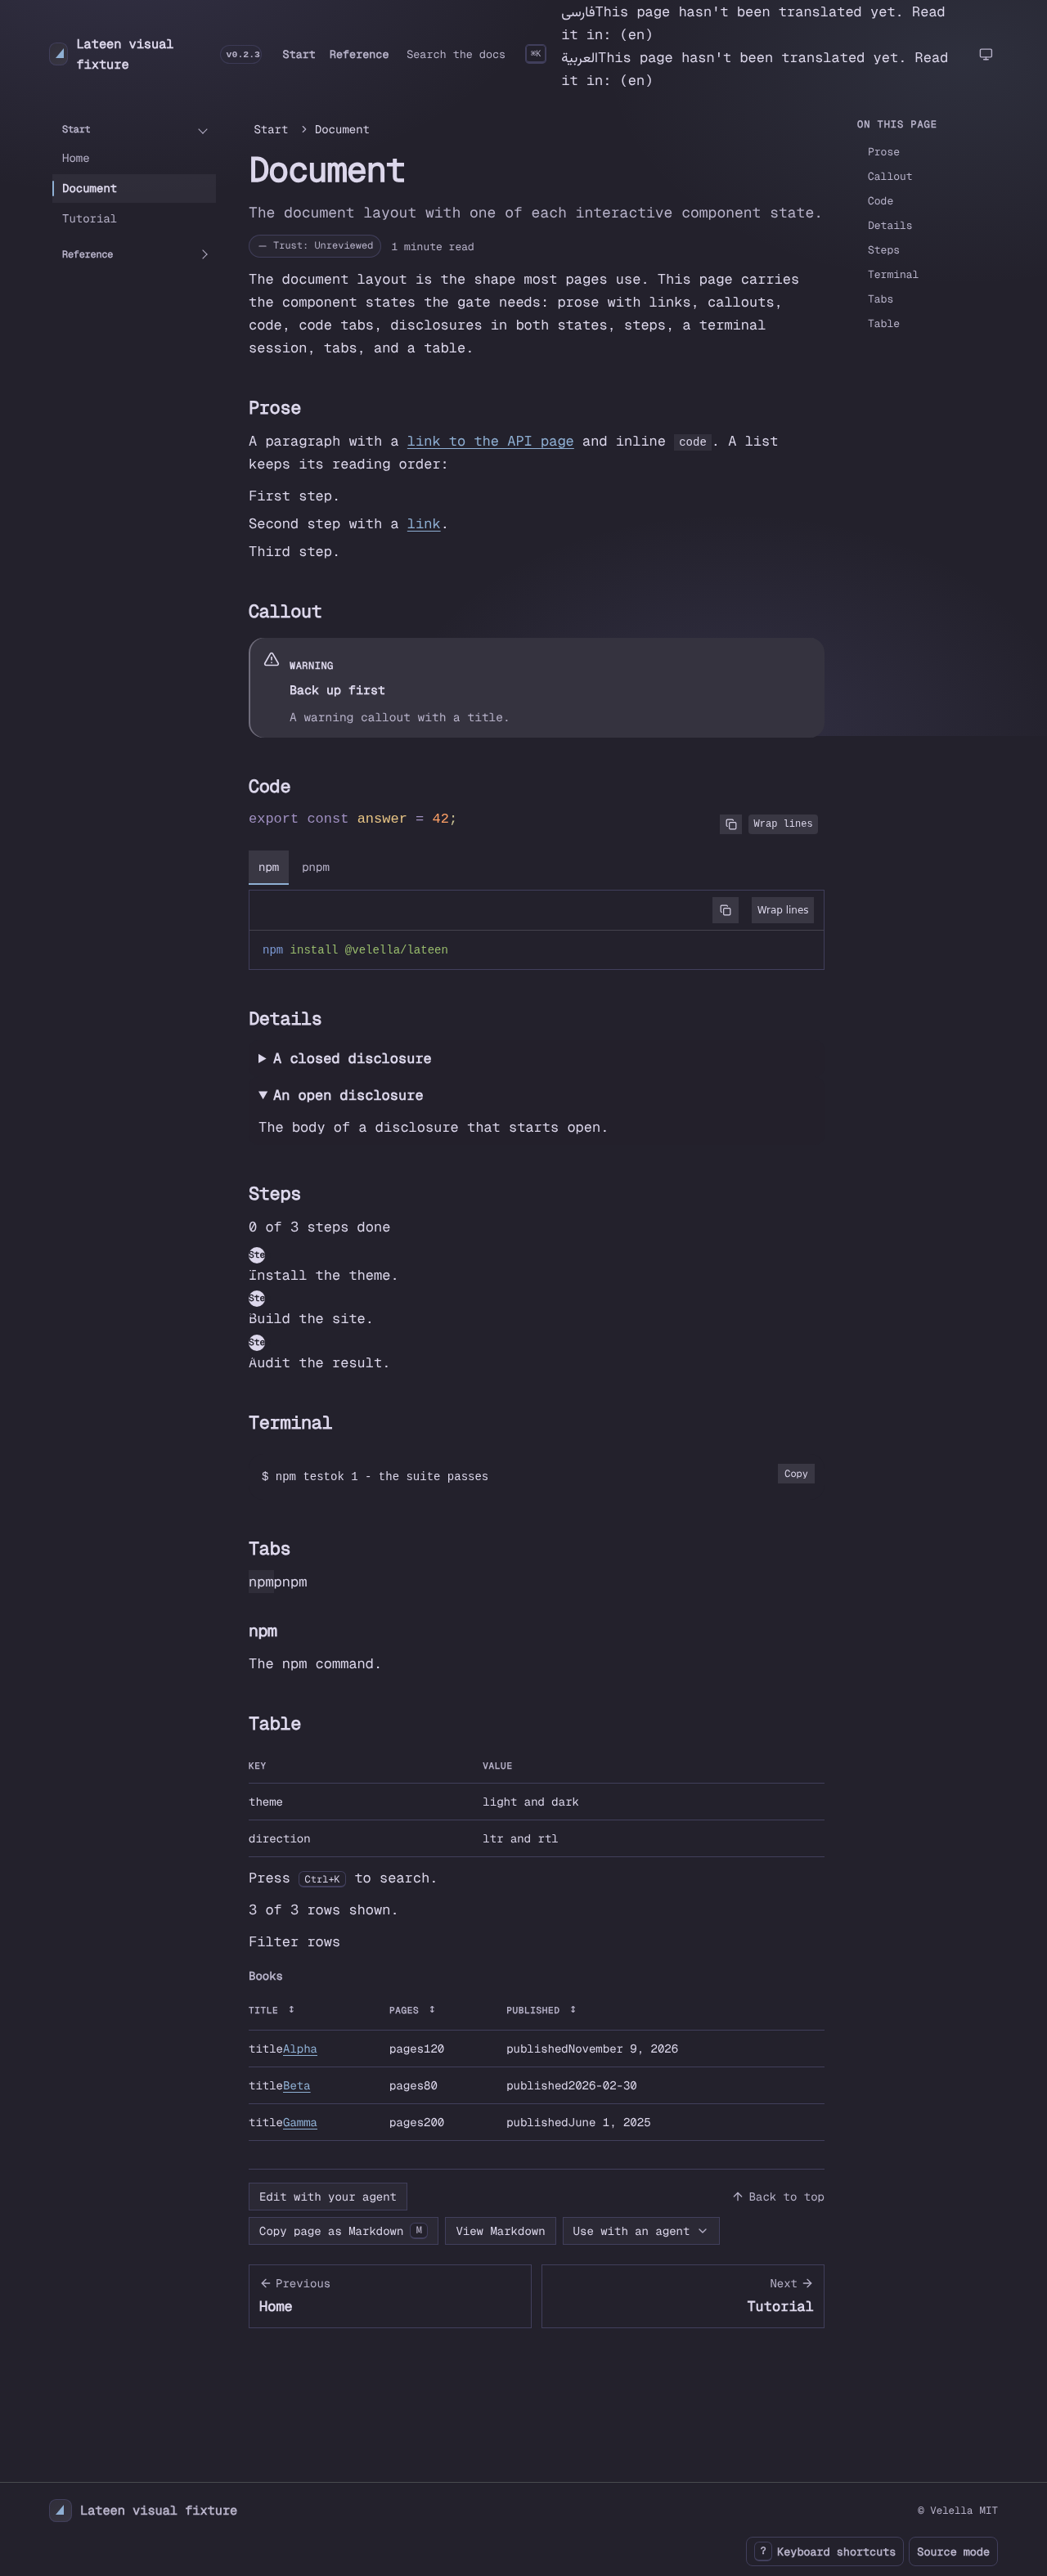 Lateen visual
fixture
v0.2.3
Start
Reference
Search the docs
⌘K
فارسیThis page hasn't been translated yet. Read
it in: (en)
العربيةThis page hasn't been translated yet. Read
it in: (en)
Start
Home
Document
Tutorial
Reference
Start > Document
Document
The document layout with one of each interactive component state.
— Trust: Unreviewed
1 minute read
The document layout is the shape most pages use. This page carries
the component states the gate needs: prose with links, callouts,
code, code tabs, disclosures in both states, steps, a terminal
session, tabs, and a table.
ON THIS PAGE
Prose
Callout
Code
Details
Steps
Terminal
Tabs
Table
Prose
A paragraph with a link to the API page and inline code. A list
keeps its reading order:
First step.
Second step with a link.
Third step.
Callout
WARNING
Back up first
A warning callout with a title.
Code
export const answer = 42;
Wrap lines
npm pnpm
Wrap lines
npm install @velella/lateen
Details
A closed disclosure
An open disclosure
The body of a disclosure that starts open.
Steps
0 of 3 steps done
Ste
Install the theme.
Ste
Build the site.
Ste
Audit the result.
Terminal
$ npm testok 1 - the suite passes
Copy
Tabs
npmpnpm
npm
The npm command.
Table
KEY VALUE
theme light and dark
direction ltr and rtl
Press Ctrl+K to search.
3 of 3 rows shown.
Filter rows
Books
TITLE ↕ PAGES ↕ PUBLISHED ↕
titleAlpha pages120 publishedNovember 9, 2026
titleBeta pages80 published2026-02-30
titleGamma pages200 publishedJune 1, 2025
Edit with your agent
↑ Back to top
Copy page as Markdown M
View Markdown
Use with an agent
← Previous
Home
Next →
Tutorial
Lateen visual fixture
© Velella MIT
? Keyboard shortcuts
Source mode